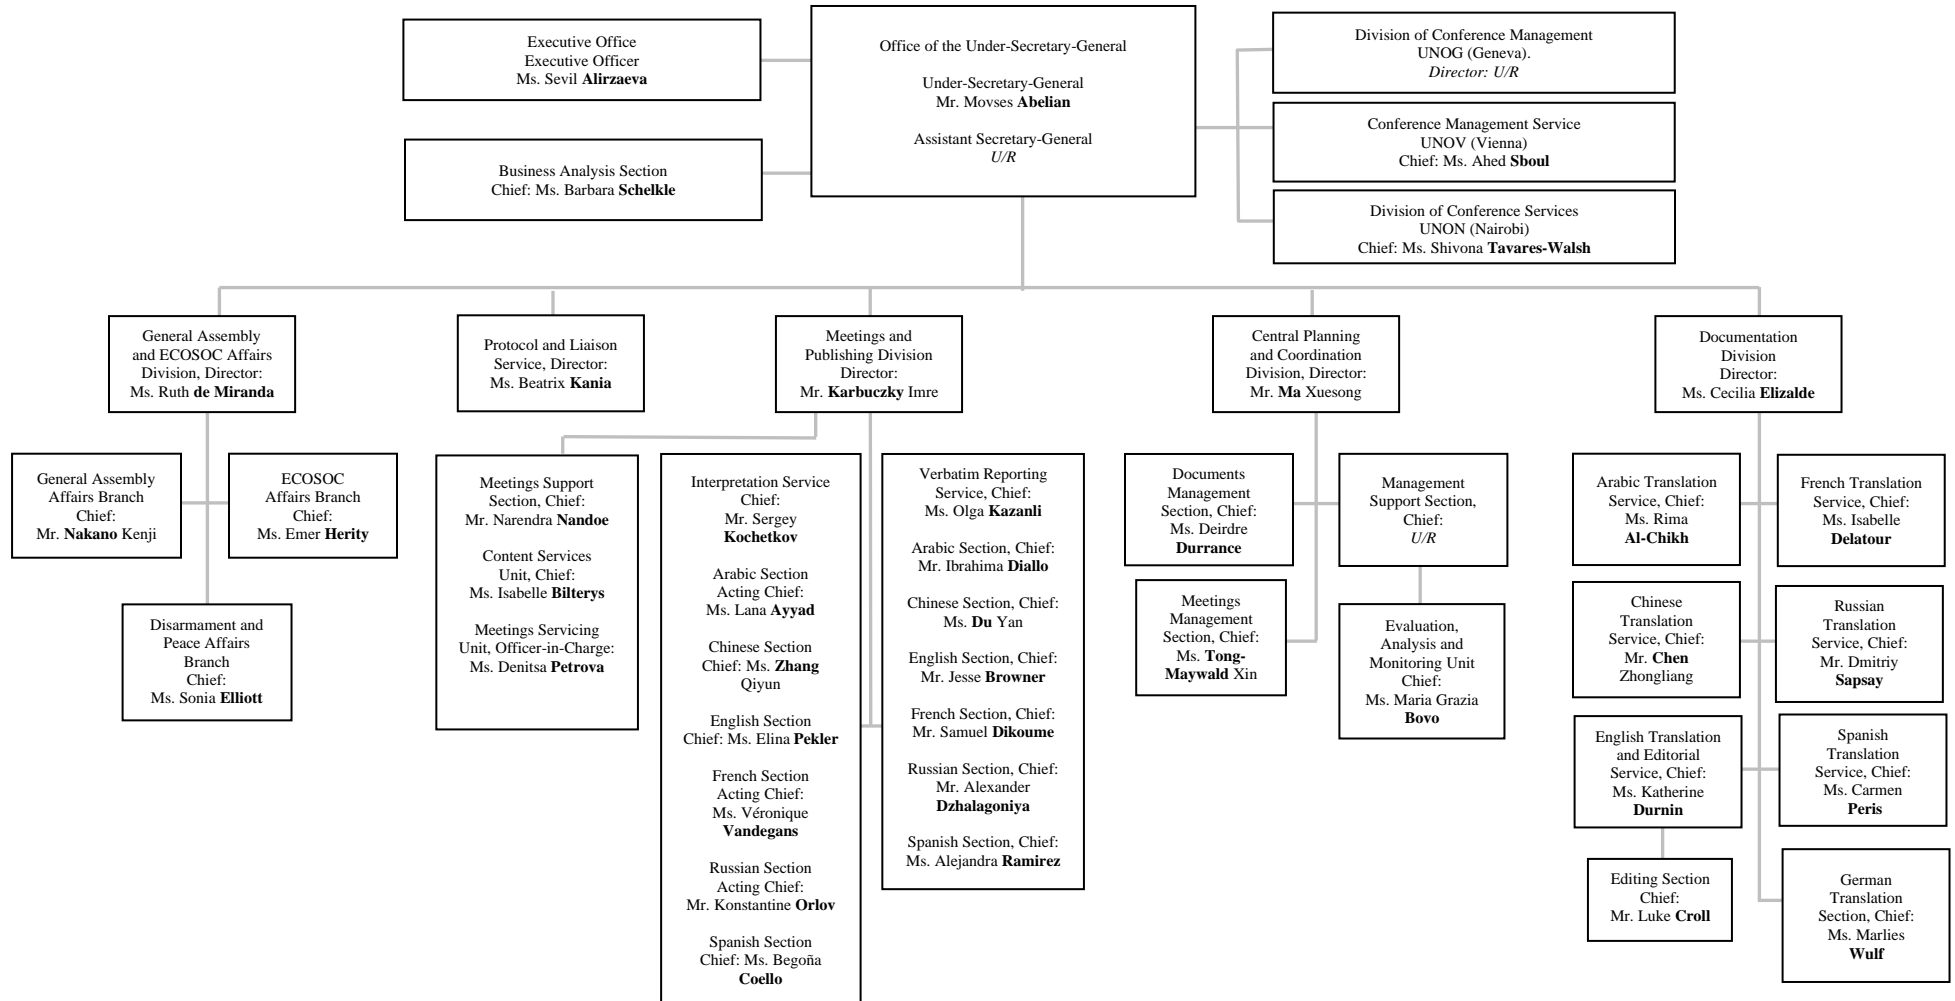 Executive Office
Executive Officer
Ms. Sevil Alirzaeva
Business Analysis Section
Chief: Ms. Barbara Schelkle
Office of the Under-Secretary-General
Under-Secretary-General
Mr. Movses Abelian
Assistant Secretary-General
U/R
Division of Conference Management
UNOG (Geneva).
Director: U/R
Conference Management Service
UNOV (Vienna)
Chief: Ms. Ahed Sboul
Division of Conference Services
UNON (Nairobi)
Chief: Ms. Shivona Tavares-Walsh
General Assembly
and ECOSOC Affairs
Division, Director:
Ms. Ruth de Miranda
Protocol and Liaison
Service, Director:
Ms. Beatrix Kania
Meetings and
Publishing Division
Director:
Mr. Karbuczky Imre
Central Planning
and Coordination
Division, Director:
Mr. Ma Xuesong
Documentation
Division
Director:
Ms. Cecilia Elizalde
General Assembly
Affairs Branch
Chief:
Mr. Nakano Kenji
ECOSOC
Affairs Branch
Chief:
Ms. Emer Herity
Disarmament and
Peace Affairs
Branch
Chief:
Ms. Sonia Elliott
Meetings Support
Section, Chief:
Mr. Narendra Nandoe
Content Services
Unit, Chief:
Ms. Isabelle Bilterys
Meetings Servicing
Unit, Officer-in-Charge:
Ms. Denitsa Petrova
Interpretation Service
Chief:
Mr. Sergey
Kochetkov
Arabic Section
Acting Chief:
Ms. Lana Ayyad
Chinese Section
Chief: Ms. Zhang
Qiyun
English Section
Chief: Ms. Elina Pekler
French Section
Acting Chief:
Ms. Véronique
Vandegans
Russian Section
Acting Chief:
Mr. Konstantine Orlov
Spanish Section
Chief: Ms. Begoña
Coello
Verbatim Reporting
Service, Chief:
Ms. Olga Kazanli
Arabic Section, Chief:
Mr. Ibrahima Diallo
Chinese Section, Chief:
Ms. Du Yan
English Section, Chief:
Mr. Jesse Browner
French Section, Chief:
Mr. Samuel Dikoume
Russian Section, Chief:
Mr. Alexander
Dzhalagoniya
Spanish Section, Chief:
Ms. Alejandra Ramirez
Documents
Management
Section, Chief:
Ms. Deirdre
Durrance
Management
Support Section,
Chief:
U/R
Meetings
Management
Section, Chief:
Ms. Tong-
Maywald Xin
Evaluation,
Analysis and
Monitoring Unit
Chief:
Ms. Maria Grazia
Bovo
Arabic Translation
Service, Chief:
Ms. Rima
Al-Chikh
French Translation
Service, Chief:
Ms. Isabelle
Delatour
Chinese
Translation
Service, Chief:
Mr. Chen
Zhongliang
Russian
Translation
Service, Chief:
Mr. Dmitriy
Sapsay
English Translation
and Editorial
Service, Chief:
Ms. Katherine
Durnin
Spanish
Translation
Service, Chief:
Ms. Carmen
Peris
Editing Section
Chief:
Mr. Luke Croll
German
Translation
Section, Chief:
Ms. Marlies
Wulf